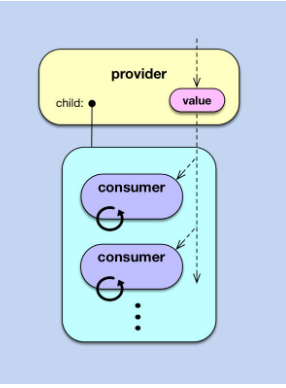 provider
child:
value
consumer
consumer